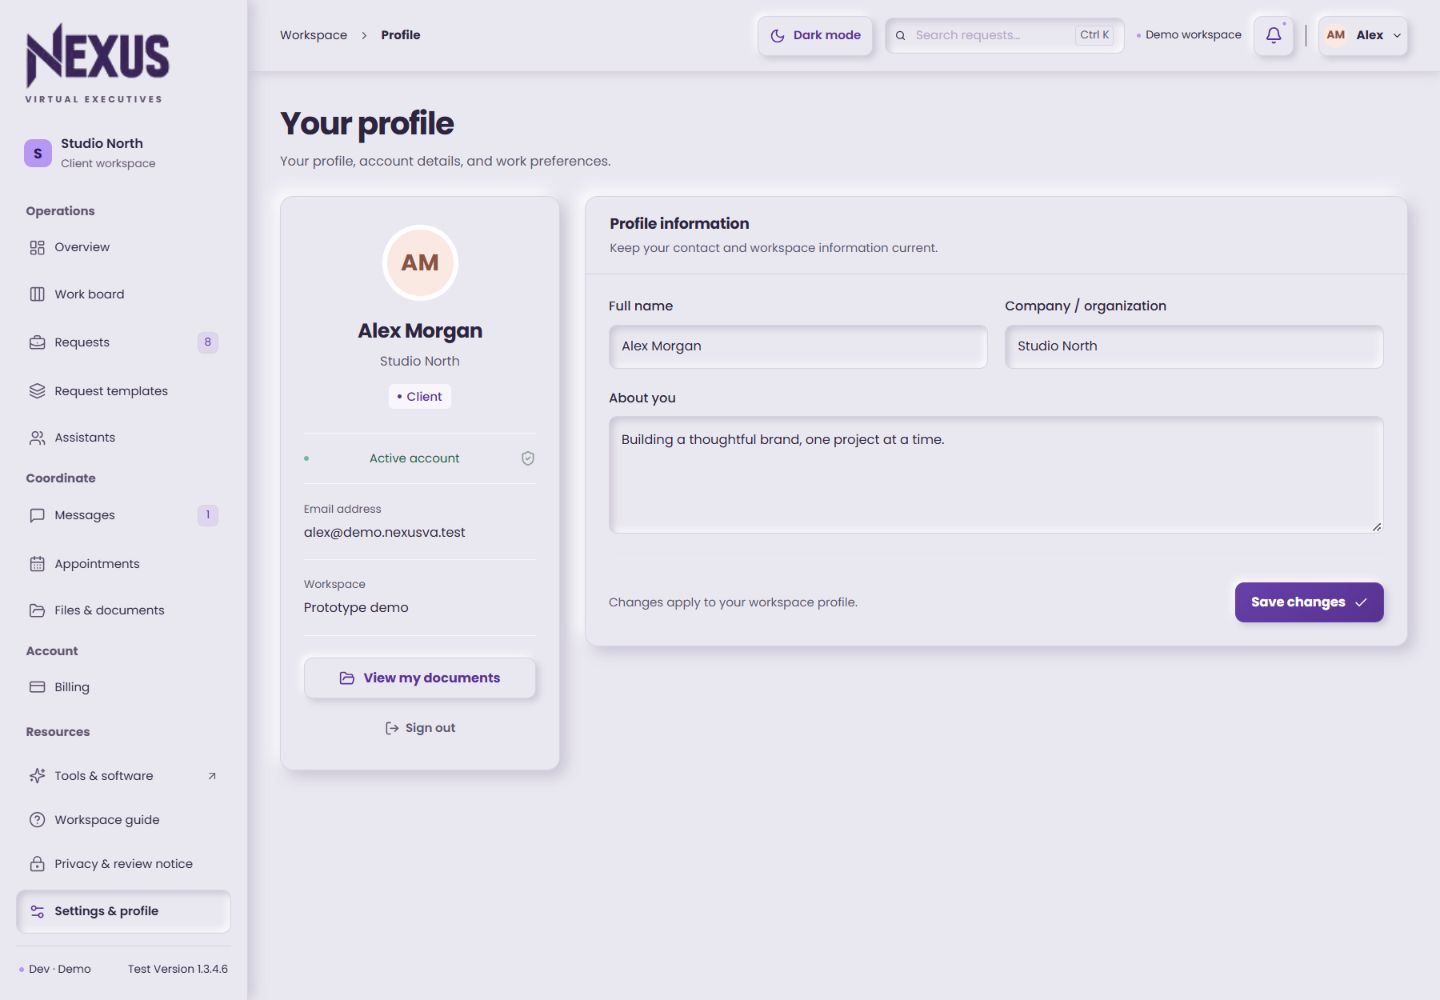 NEXUS
VIRTUAL EXECUTIVES
S
Studio North
Client workspace
Operations
Overview
Work board
Requests 8
Request templates
Assistants
Coordinate
Messages 1
Appointments
Files & documents
Account
Billing
Resources
Tools & software
Workspace guide
Privacy & review notice
Settings & profile
Dev · Demo Test Version 1.3.4.6
Workspace > Profile
Dark mode
Search requests... Ctrl K
Demo workspace
AM Alex
Your profile
Your profile, account details, and work preferences.
AM
Alex Morgan
Studio North
• Client
Active account
Email address
alex@demo.nexusva.test
Workspace
Prototype demo
View my documents
Sign out
Profile information
Keep your contact and workspace information current.
Full name
Alex Morgan
Company / organization
Studio North
About you
Building a thoughtful brand, one project at a time.
Changes apply to your workspace profile.
Save changes